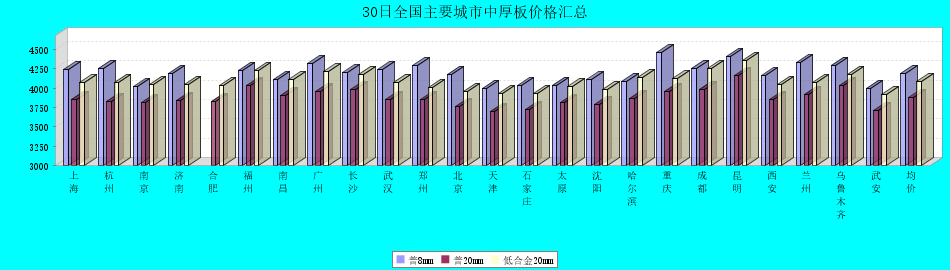 30日全国主要城市中厚板价格汇总
4500
4250
4000
3750
3500
3250
3000
上海
杭州
南京
济南
合肥
福州
南昌
广州
长沙
武汉
郑州
北京
天津
石家庄
太原
沈阳
哈尔滨
重庆
成都
昆明
西安
兰州
乌鲁木齐
武安
均价
普8mm
普20mm
低合金20mm